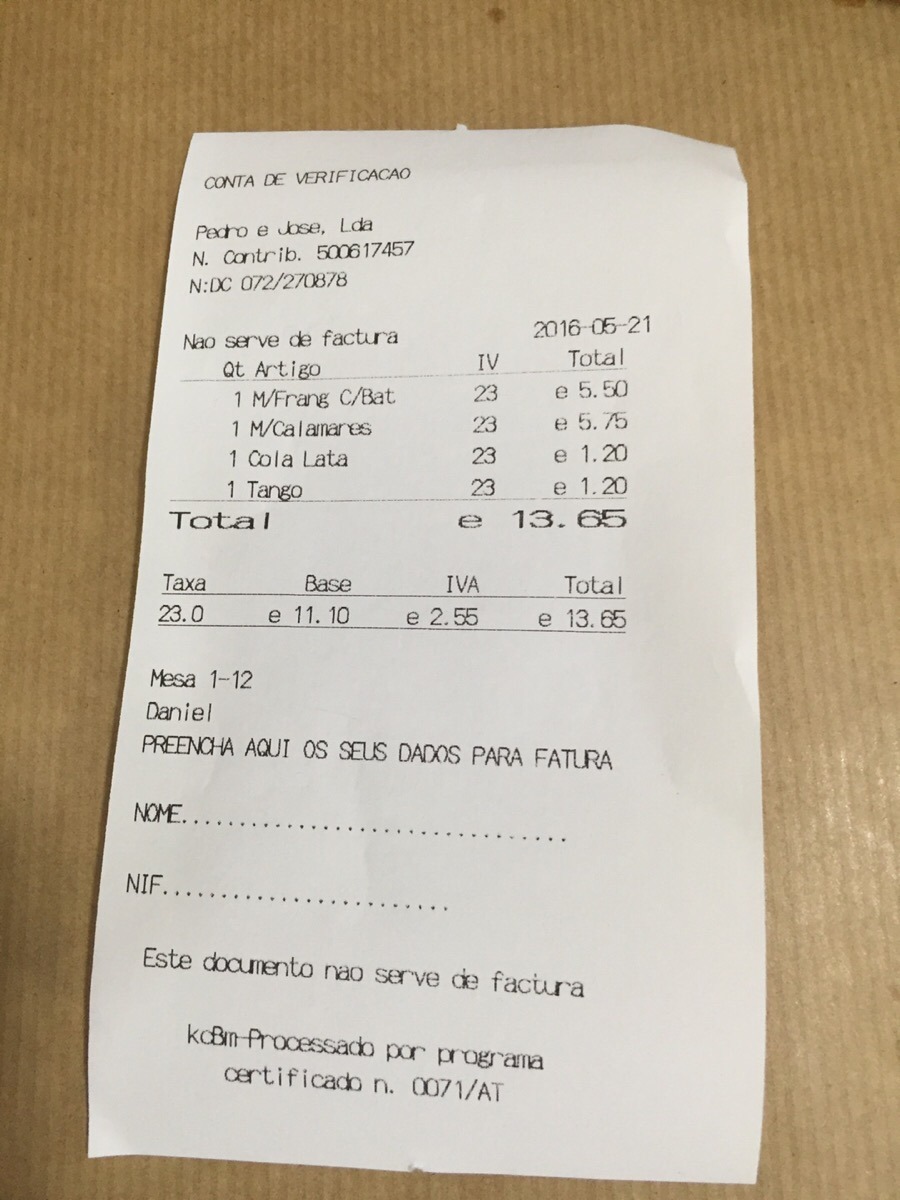 CONTA DE VERIFICACAO
Pedro e Jose, Lda
N. Contrib. 500617457
N:DC 072/270878
Nao serve de factura 2016-05-21
Qt Artigo IV Total
1 M/Frang C/Bat 23 e 5.50
1 M/Calamares 23 e 5.75
1 Cola Lata 23 e 1.20
1 Tango 23 e 1.20
Total e 13.65
Taxa Base IVA Total
23.0 e 11.10 e 2.55 e 13.65
Mesa 1-12
Daniel
PREENCHA AQUI OS SEUS DADOS PARA FATURA
NOME.................................
NIF.........................
Este documento nao serve de factura
kcBm-Processado por programa
certificado n. 0071/AT